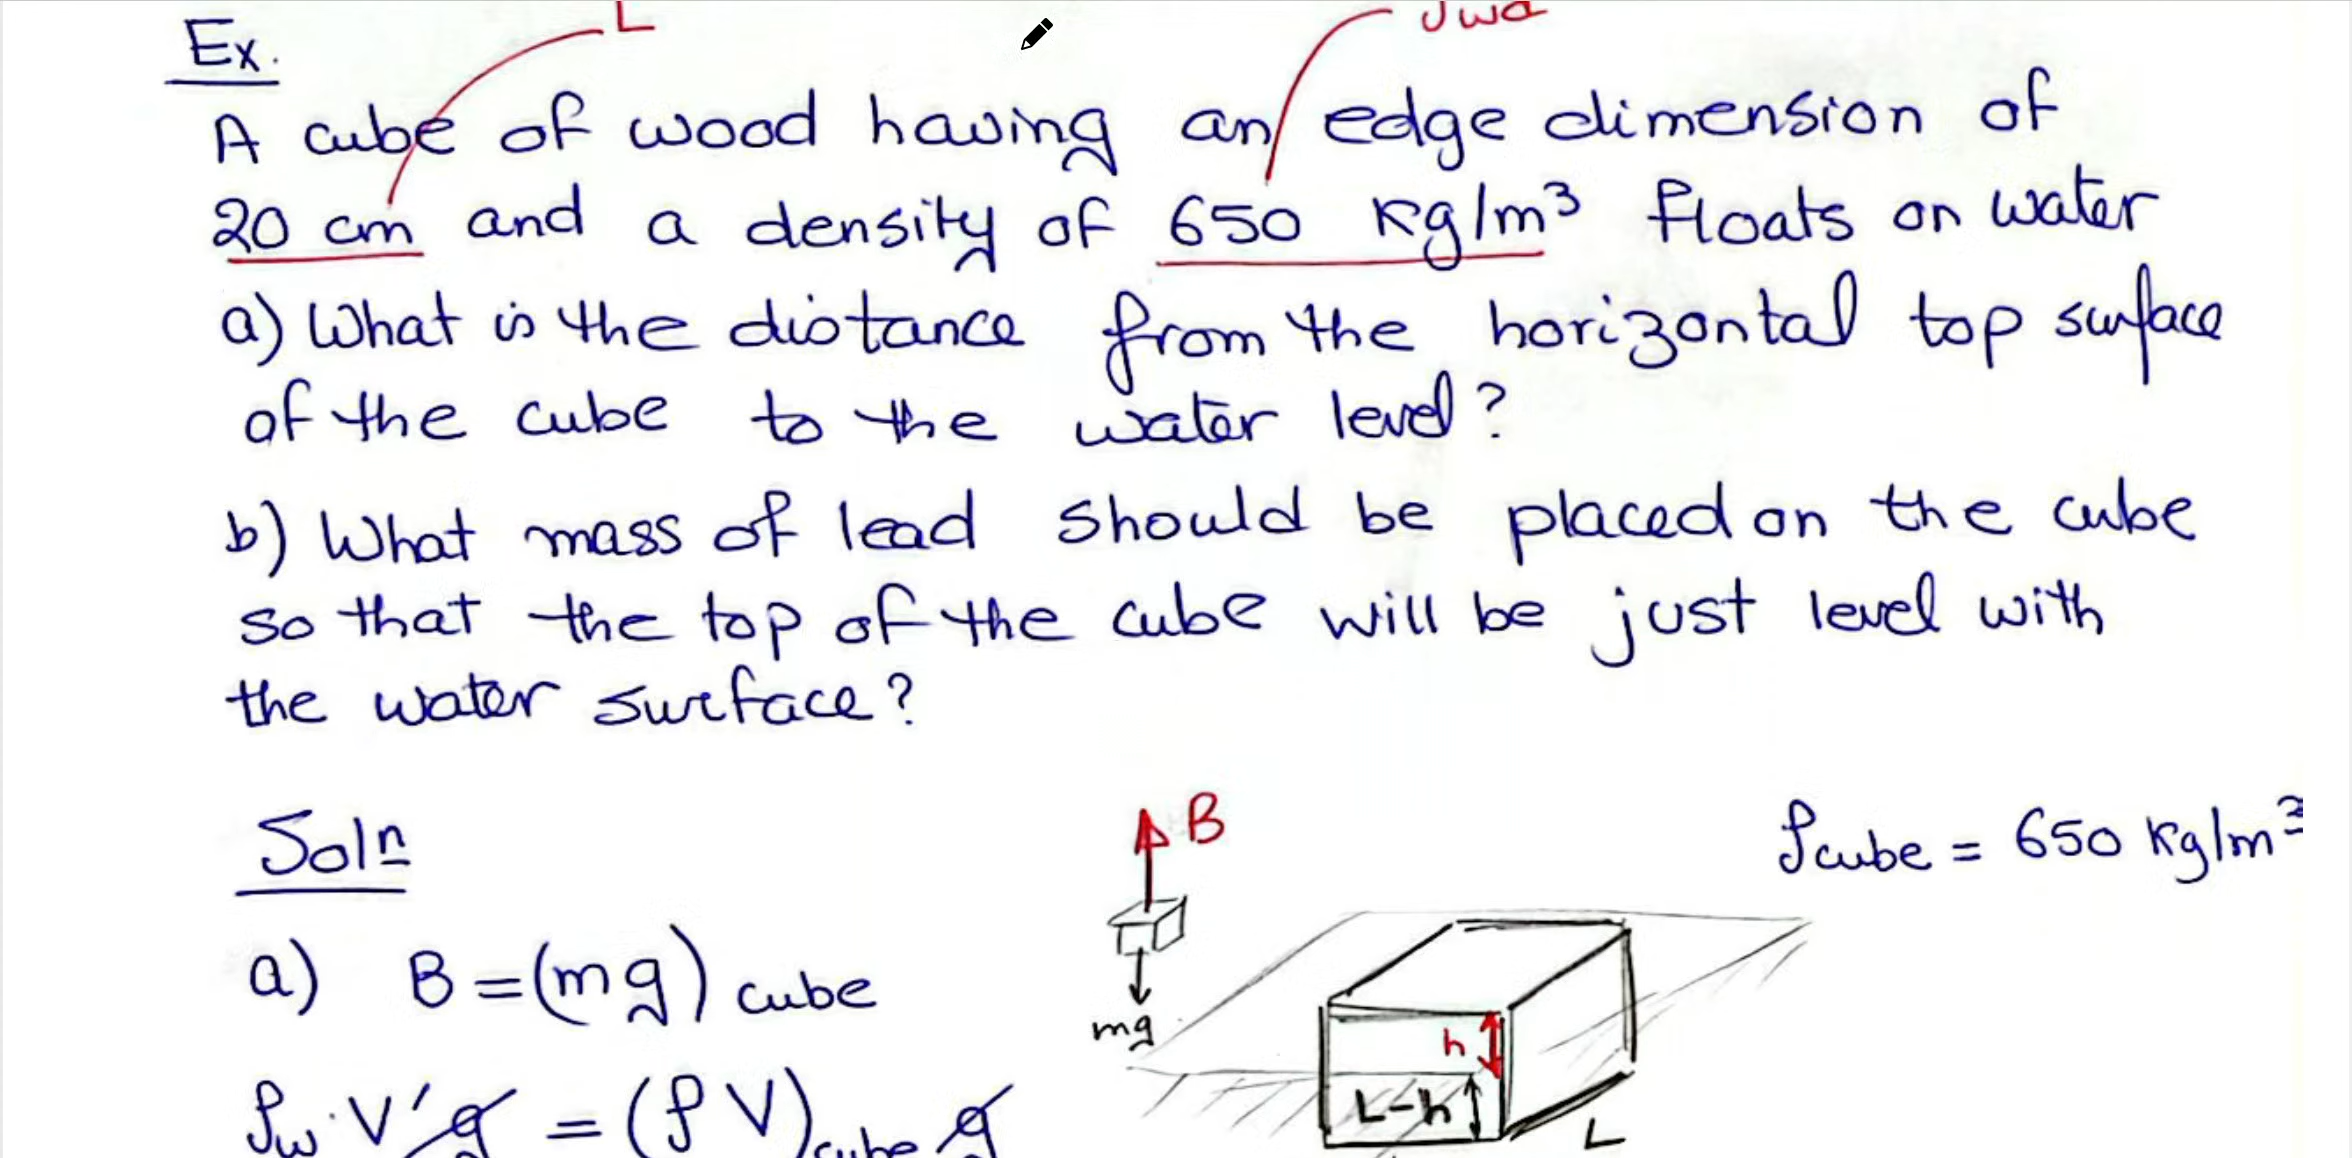 L
Ex.
A cube of wood having an edge dimension of
20 cm and a density of 650 kg/m³ floats on water
a) What is the distance from the horizontal top surface
of the cube to the water level?
b) What mass of lead should be placed on the cube
so that the top of the cube will be just level with
the water surface?
Soln
B
mg
ρcube = 650 kg/m³
a) B = (mg) cube
h
L-h
L
ρw · V' g = (ρ V)cube g